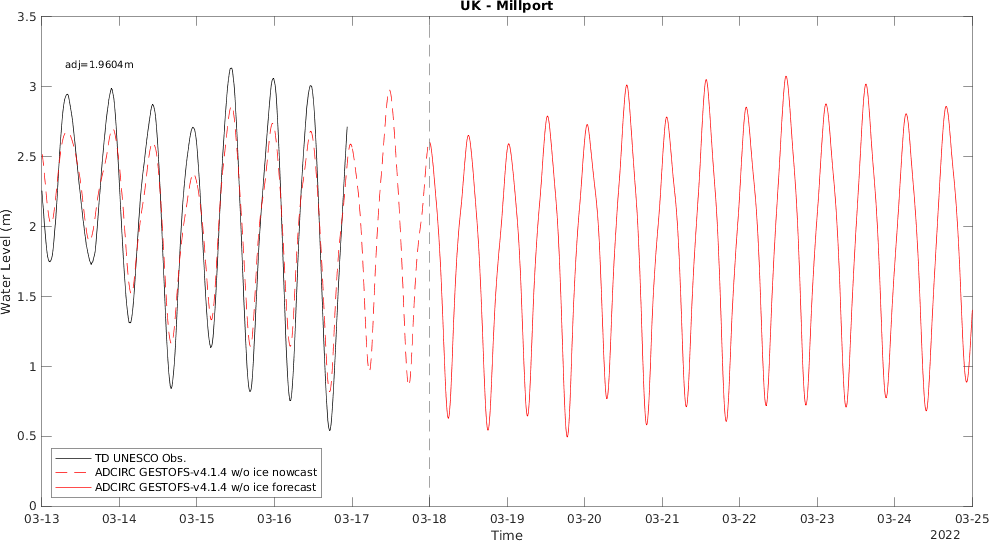 UK - Millport
adj=1.9604m
Water Level (m)
3.5
3
2.5
2
1.5
1
0.5
0
TD UNESCO Obs.
ADCIRC GESTOFS-v4.1.4 w/o ice nowcast
ADCIRC GESTOFS-v4.1.4 w/o ice forecast
03-13 03-14 03-15 03-16 03-17 03-18 03-19 03-20 03-21 03-22 03-23 03-24 03-25
Time
2022